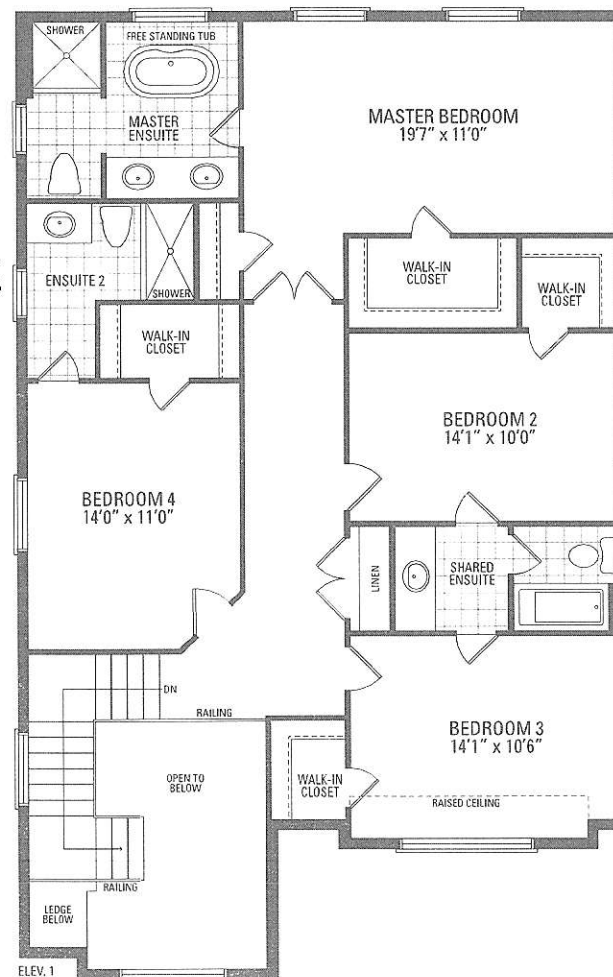 SHOWER
FREE STANDING TUB
MASTER
ENSUITE
MASTER BEDROOM
19'7" x 11'0"
ENSUITE 2
SHOWER
WALK-IN
CLOSET
WALK-IN
CLOSET
WALK-IN
CLOSET
BEDROOM 2
14'1" x 10'0"
BEDROOM 4
14'0" x 11'0"
LINEN
SHARED
ENSUITE
DN
RAILING
BEDROOM 3
14'1" x 10'6"
OPEN TO
BELOW
WALK-IN
CLOSET
RAISED CEILING
RAILING
LEDGE
BELOW
ELEV. 1